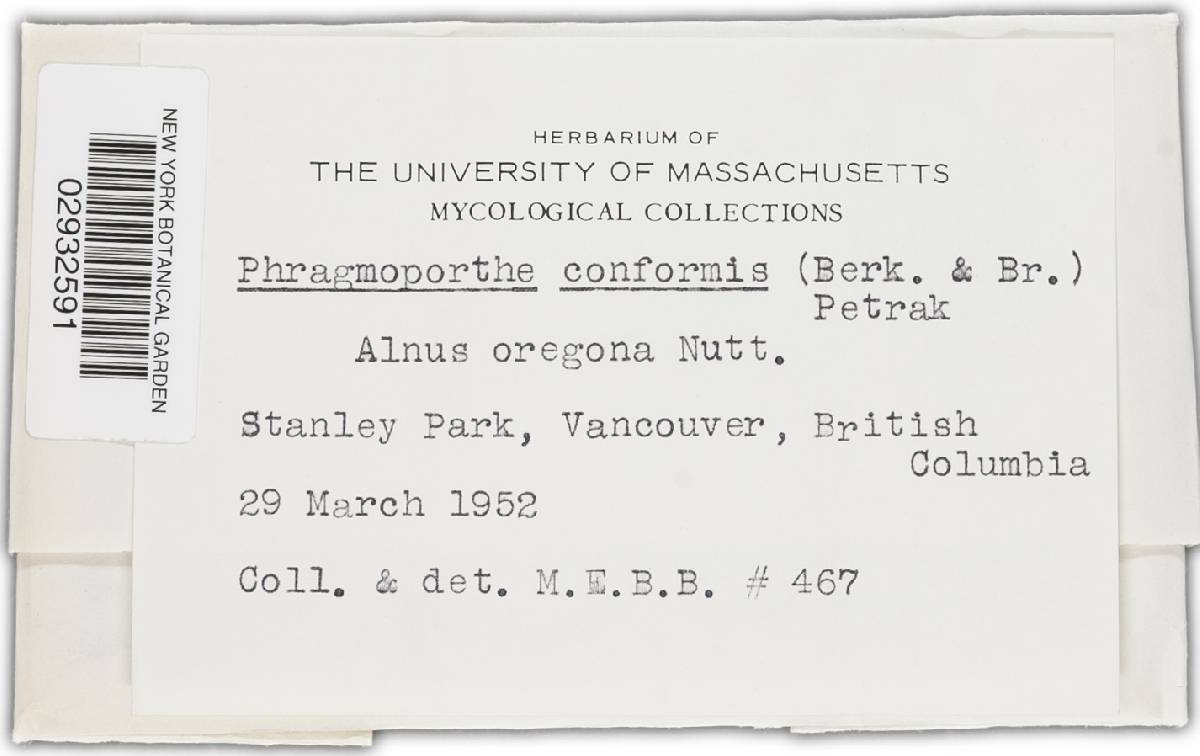 NEW YORK BOTANICAL GARDEN
02932591
HERBARIUM OF
THE UNIVERSITY OF MASSACHUSETTS
MYCOLOGICAL COLLECTIONS
Phragmoporthe conformis (Berk. & Br.)
Petrak
Alnus oregona Nutt.
Stanley Park, Vancouver, British
Columbia
29 March 1952
Coll. & det. M.E.B.B. # 467